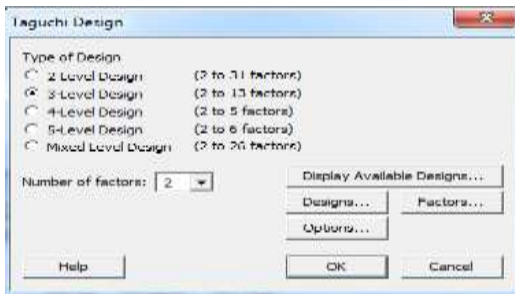 Taguchi Design
Type of Design
2-Level Design (2 to 31 factors)
3-Level Design (2 to 13 factors)
4-Level Design (2 to 5 factors)
5-Level Design (2 to 6 factors)
Mixed Level Design (2 to 26 factors)
Number of factors: 2
Display Available Designs...
Designs... Factors...
Options...
Help OK Cancel